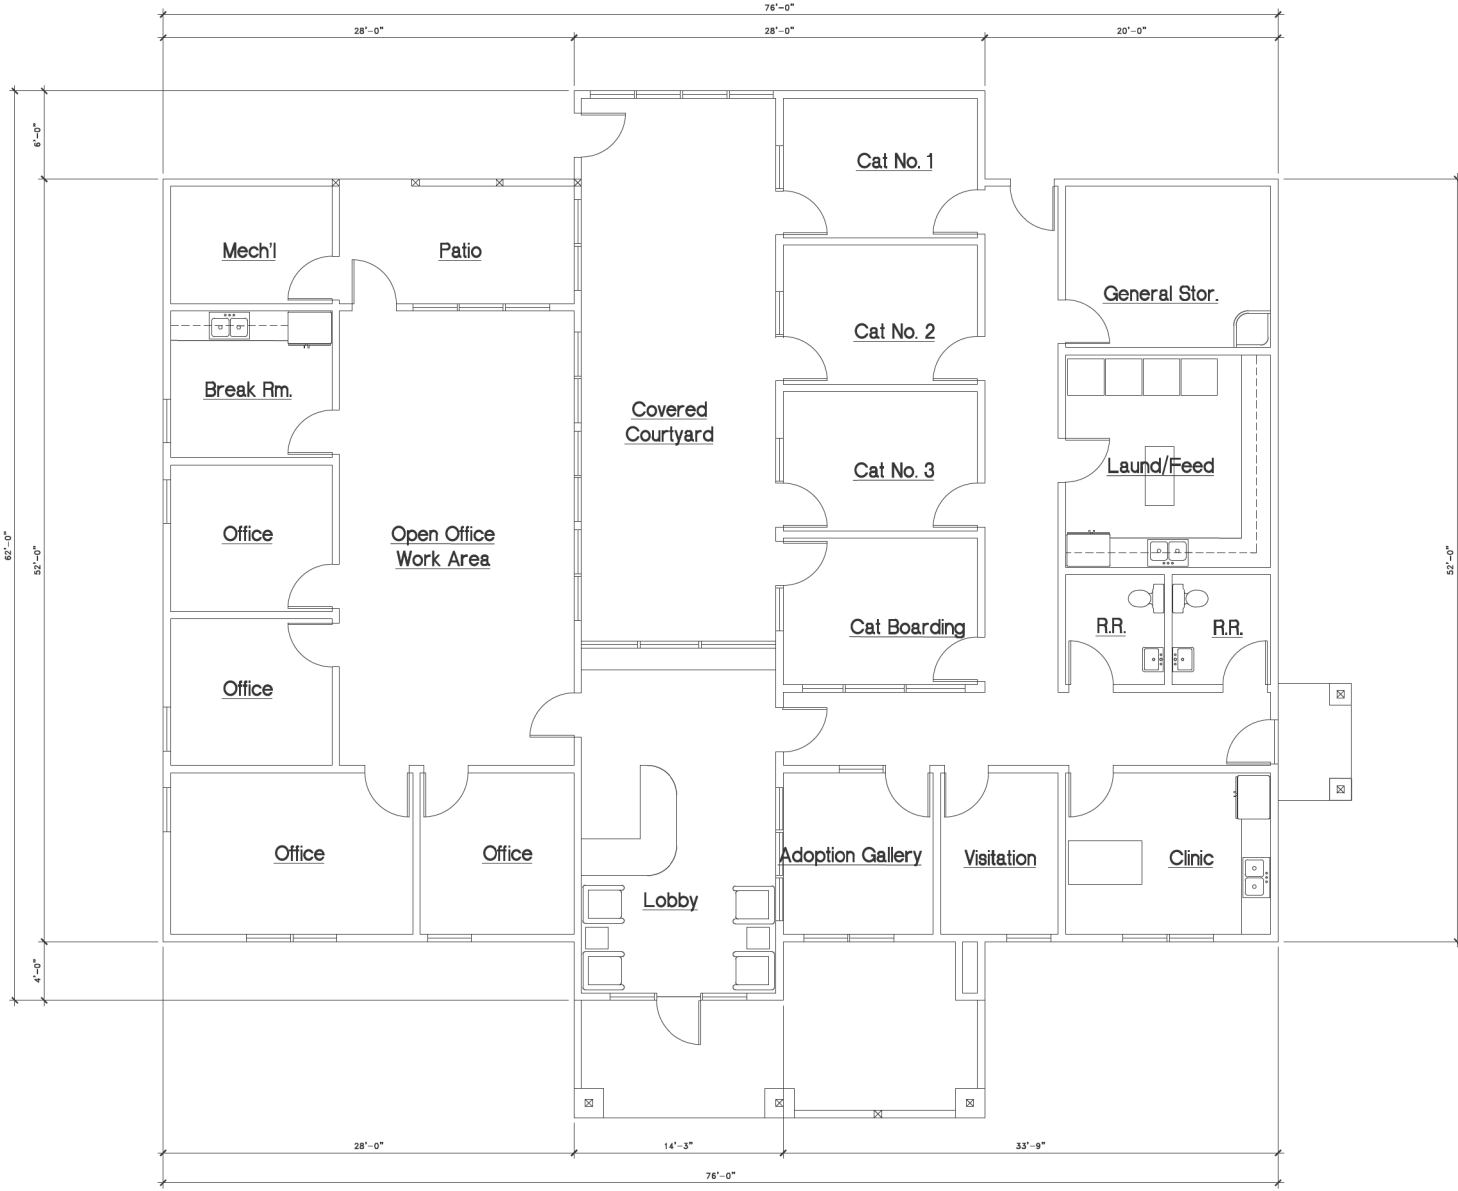 76'-0"
28'-0"
28'-0"
20'-0"
6'-0"
Cat No. 1
Mech'l
Patio
General Stor.
Cat No. 2
Break Rm.
Covered
Courtyard
Cat No. 3
Laund/Feed
Office
Open Office
Work Area
62'-0"
52'-0"
52'-0"
Cat Boarding
R.R.
R.R.
Office
Office
Office
Adoption Gallery
Visitation
Clinic
Lobby
4'-0"
28'-0"
14'-3"
33'-9"
76'-0"